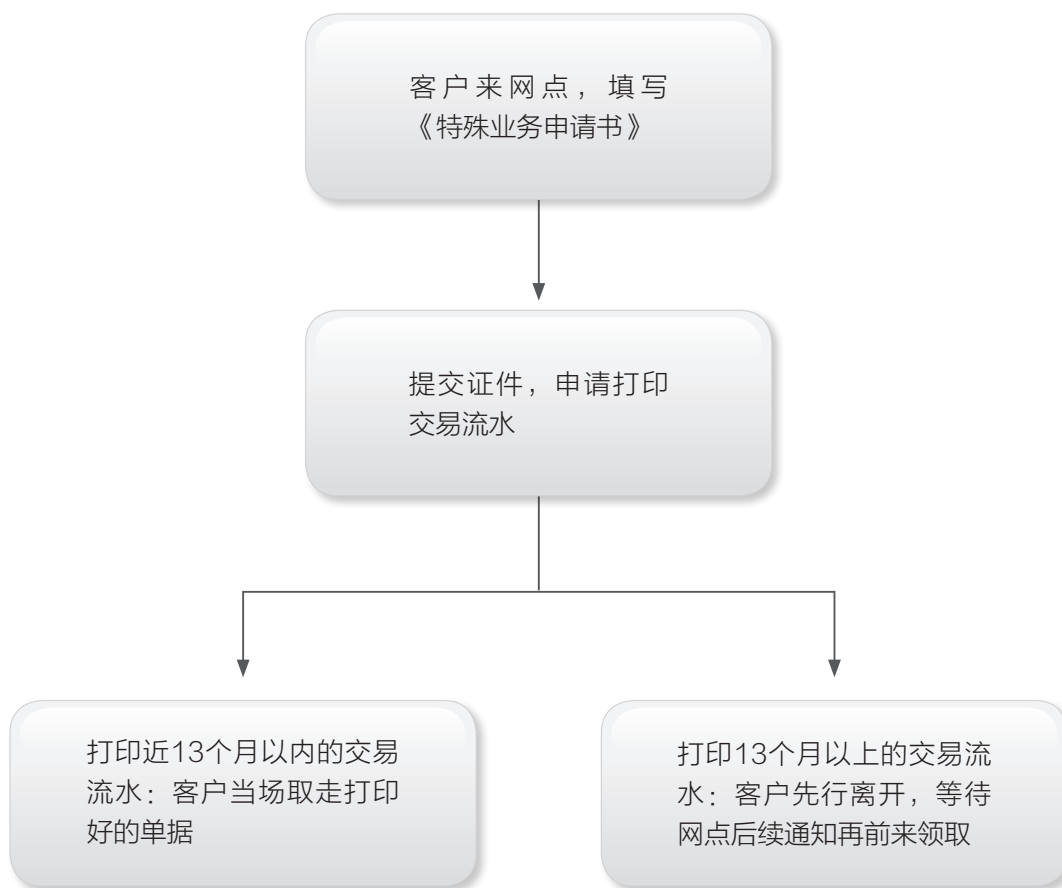 客户来网点，填写
《特殊业务申请书》
提交证件，申请打印
交易流水
打印近13个月以内的交易
流水：客户当场取走打印
好的单据
打印13个月以上的交易流
水：客户先行离开，等待
网点后续通知再前来领取